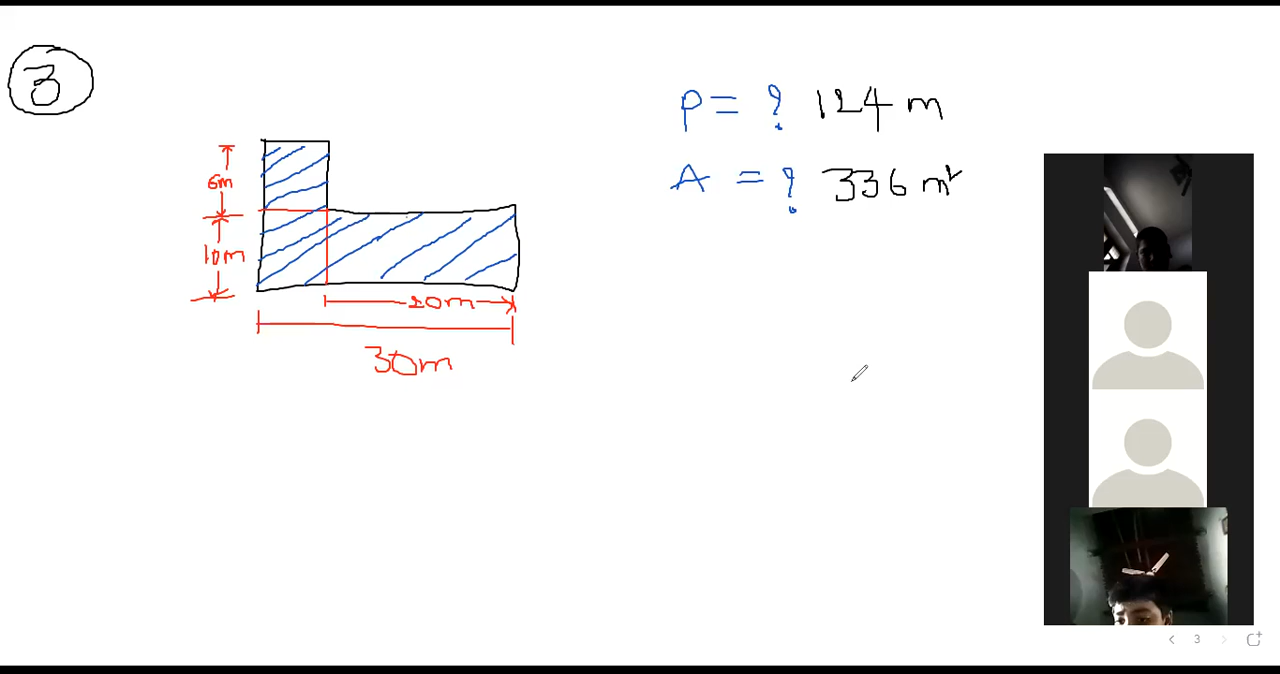 3
P = ? 124 m
A = ? 336 m²
6m
10m
20m
30m
3